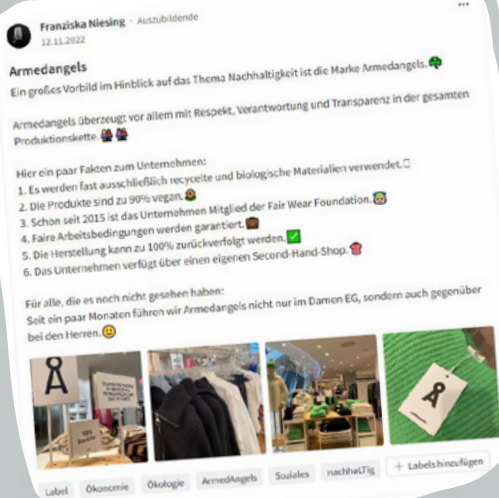 Franziska Niesing · Auszubildende
12.11.2022
Armedangels
Ein großes Vorbild im Hinblick auf das Thema Nachhaltigkeit ist die Marke Armedangels.🍀
Armedangels überzeugt vor allem mit Respekt, Verantwortung und Transparenz in der gesamten
Produktionskette.
Hier ein paar Fakten zum Unternehmen:
1. Es werden fast ausschließlich recycelte und biologische Materialien verwendet.
2. Die Produkte sind zu 90% vegan.
3. Schon seit 2015 ist das Unternehmen Mitglied der Fair Wear Foundation.
4. Faire Arbeitsbedingungen werden garantiert.
5. Die Herstellung kann zu 100% zurückverfolgt werden.✅
6. Das Unternehmen verfügt über einen eigenen Second-Hand-Shop.
Für alle, die es noch nicht gesehen haben:
Seit ein paar Monaten führen wir Armedangels nicht nur im Damen EG, sondern auch gegenüber
bei den Herren.
Label Ökonomie Ökologie ArmedAngels Soziales nachhalTig + Labels hinzufügen